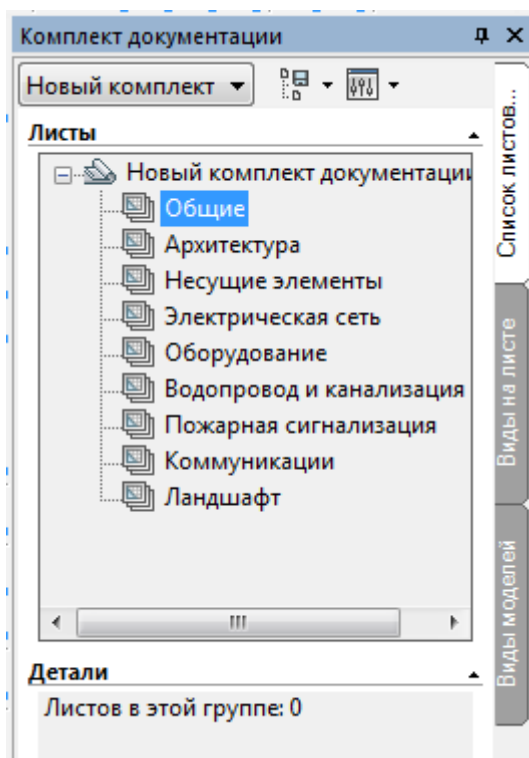 Комплект документации
Новый комплект
Листы
Новый комплект документации
Общие
Архитектура
Несущие элементы
Электрическая сеть
Оборудование
Водопровод и канализация
Пожарная сигнализация
Коммуникации
Ландшафт
Детали
Листов в этой группе: 0
Список листов...
Виды на листе
Виды моделей